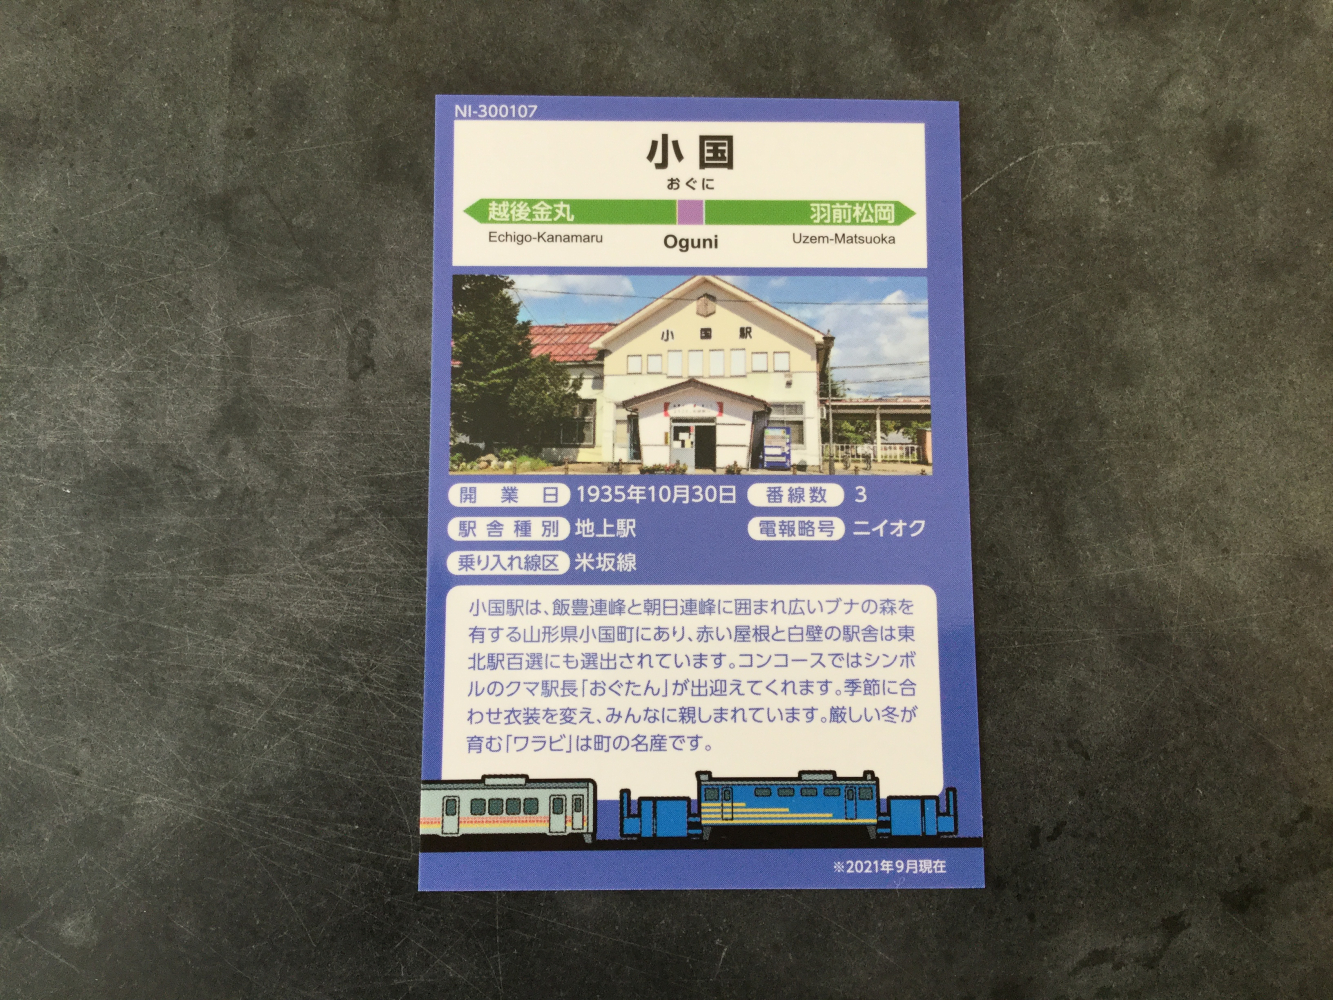 NI-300107
小国
おぐに
越後金丸 羽前松岡
Echigo-Kanamaru Oguni Uzem-Matsuoka
小国駅
開業日 1935年10月30日 番線数 3
駅舎種別 地上駅 電報略号 ニイオク
乗り入れ線区 米坂線
小国駅は、飯豊連峰と朝日連峰に囲まれ広いブナの森を
有する山形県小国町にあり、赤い屋根と白壁の駅舎は東
北駅百選にも選出されています。コンコースではシンボ
ルのクマ駅長「おぐたん」が出迎えてくれます。季節に合
わせ衣装を変え、みんなに親しまれています。厳しい冬が
育む「ワラビ」は町の名産です。
※2021年9月現在